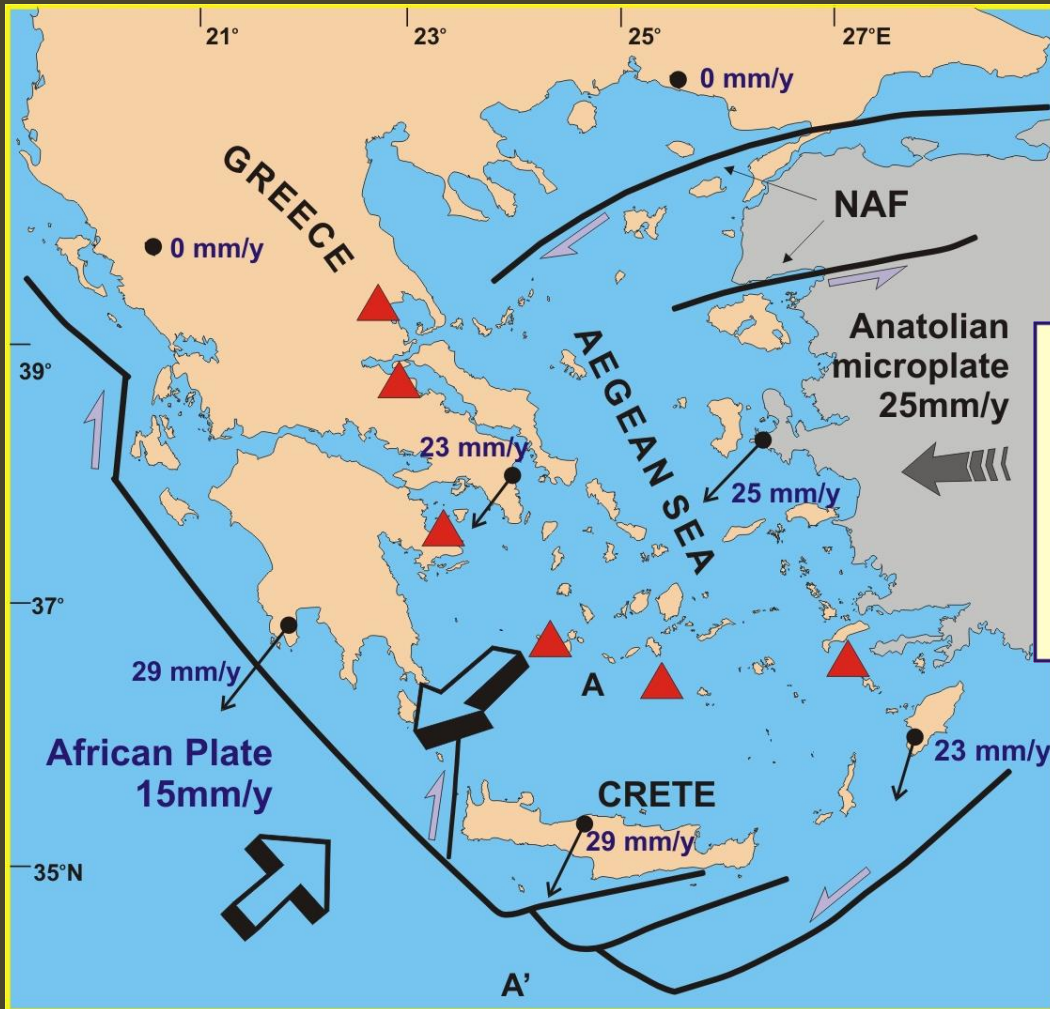 21°
23°
25°
27°E
0 mm/y
GREECE
NAF
0 mm/y
AEGEAN SEA
Anatolian
microplate
25mm/y
39°
23 mm/y
25 mm/y
37°
29 mm/y
A
African Plate
15mm/y
23 mm/y
CRETE
29 mm/y
35°N
A’